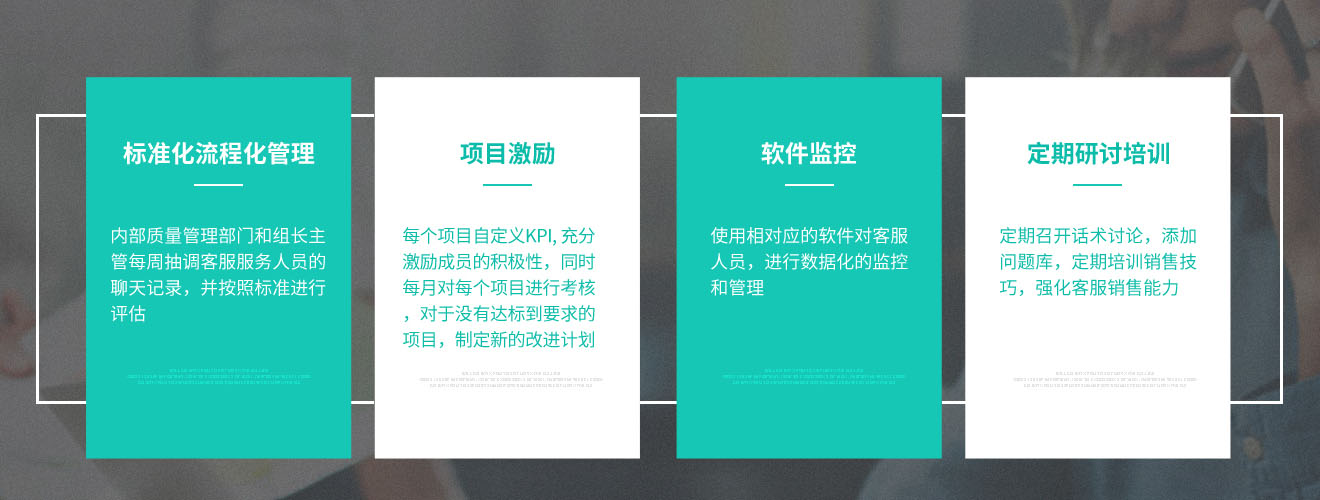 标准化流程化管理
内部质量管理部门和组长主
管每周抽调客服服务人员的
聊天记录，并按照标准进行
评估
项目激励
每个项目自定义KPI, 充分
激励成员的积极性，同时
每月对每个项目进行考核
，对于没有达标到要求的
项目，制定新的改进计划
软件监控
使用相对应的软件对客服
人员，进行数据化的监控
和管理
定期研讨培训
定期召开话术讨论，添加
问题库，定期培训销售技
巧，强化客服销售能力